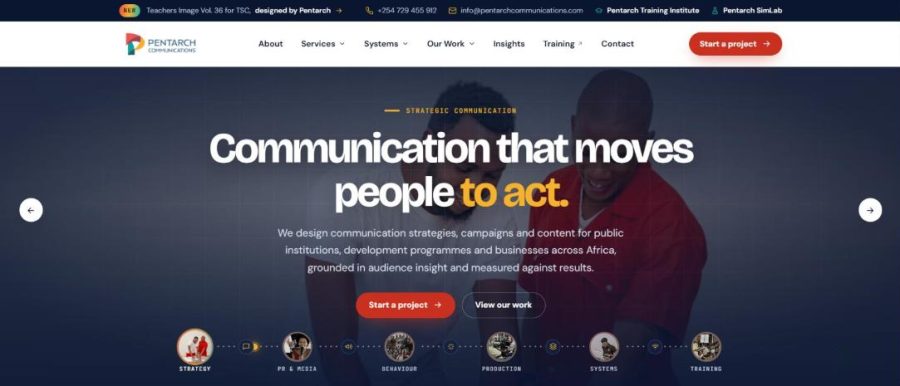 NEW Teachers Image Vol. 36 for TSC, designed by Pentarch → +254 729 455 912 info@pentarchcommunications.com Pentarch Training Institute Pentarch SimLab
PENTARCH
COMMUNICATIONS
About Services Systems Our Work Insights Training Contact Start a project →
STRATEGIC COMMUNICATION
Communication that moves
people to act.
We design communication strategies, campaigns and content for public
institutions, development programmes and businesses across Africa,
grounded in audience insight and measured against results.
Start a project → View our work
STRATEGY PR & MEDIA BEHAVIOUR PRODUCTION SYSTEMS TRAINING